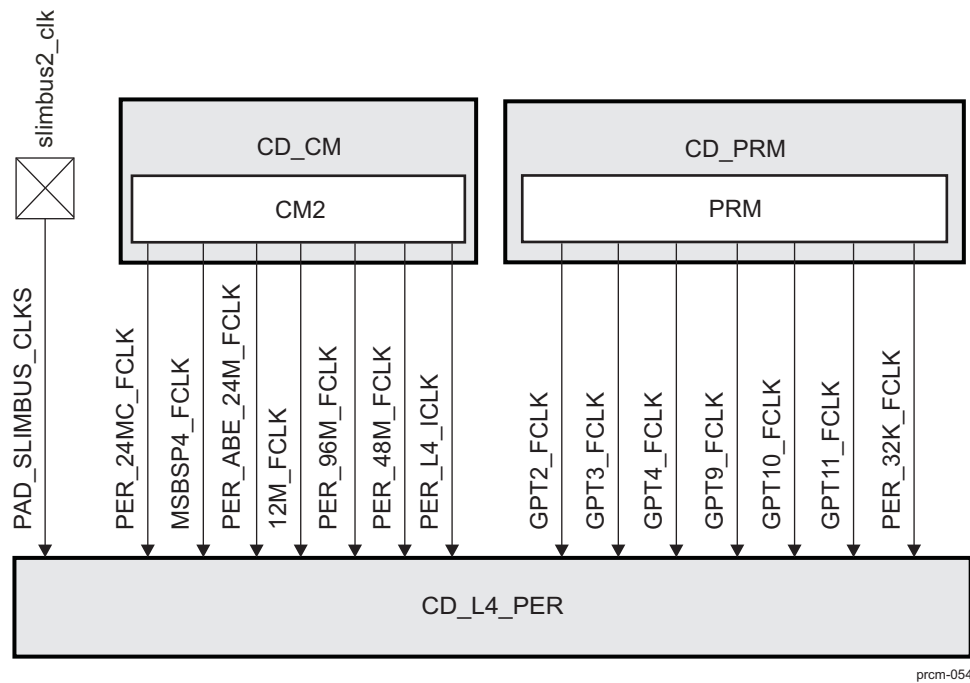 slimbus2_clk
CD_CM
CD_PRM
CM2
PRM
PAD_SLIMBUS_CLKS
PER_24MC_FCLK
MSBSP4_FCLK
PER_ABE_24M_FCLK
12M_FCLK
PER_96M_FCLK
PER_48M_FCLK
PER_L4_ICLK
GPT2_FCLK
GPT3_FCLK
GPT4_FCLK
GPT9_FCLK
GPT10_FCLK
GPT11_FCLK
PER_32K_FCLK
CD_L4_PER
prcm-054